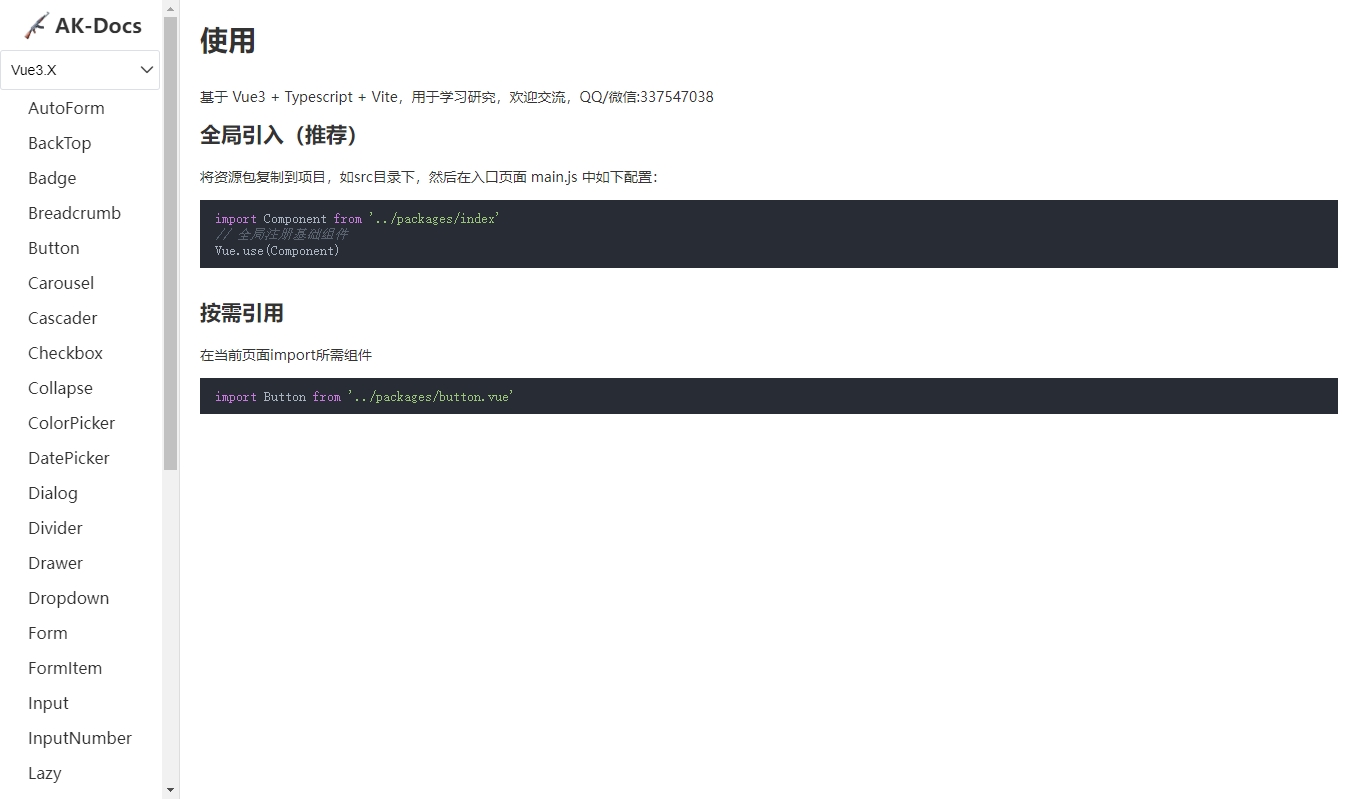 AK-Docs
Vue3.X
AutoForm
BackTop
Badge
Breadcrumb
Button
Carousel
Cascader
Checkbox
Collapse
ColorPicker
DatePicker
Dialog
Divider
Drawer
Dropdown
Form
FormItem
Input
InputNumber
Lazy
使用
基于 Vue3 + Typescript + Vite，用于学习研究，欢迎交流，QQ/微信:337547038
全局引入（推荐）
将资源包复制到项目，如src目录下，然后在入口页面 main.js 中如下配置：
import Component from '../packages/index'
// 全局注册基础组件
Vue.use(Component)
按需引用
在当前页面import所需组件
import Button from '../packages/button.vue'